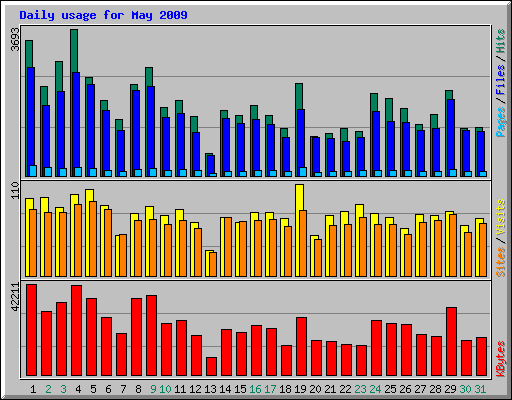 Daily usage for May 2009
3693
Pages / Files / Hits
110
Sites / Visits
42211
KBytes
1 2 3 4 5 6 7 8 9 10 11 12 13 14 15 16 17 18 19 20 21 22 23 24 25 26 27 28 29 30 31